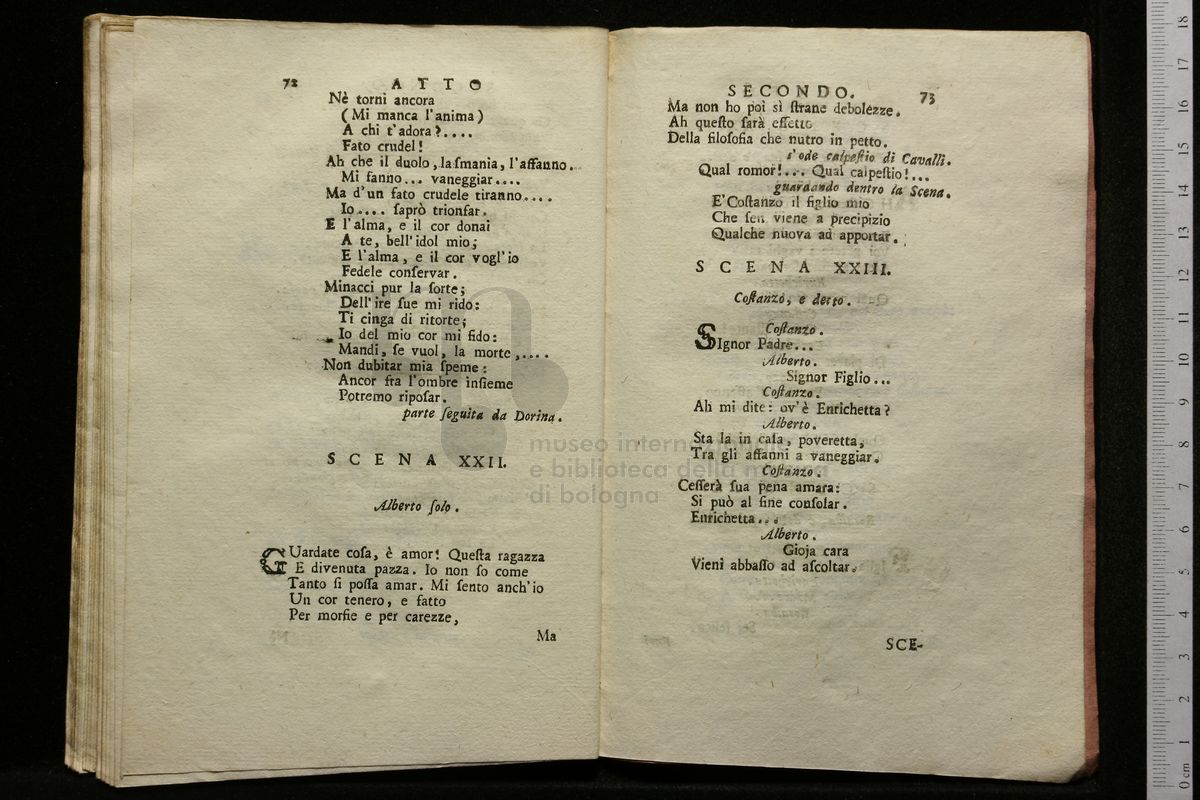 72 ATTO
Nè torni ancora
(Mi manca l'anima)
A chi t'adora?....
Fato crudel!
Ah che il duolo, la ſmania, l'affanno..
Mi fanno... vaneggiar....
Ma d'un fato crudele tiranno....
Io.... ſaprò trionfar.
E l'alma, e il cor donai
A te, bell'idol mio;
E l'alma, e il cor vogl'io
Fedele conſervar.
Minacci pur la ſorte;
Dell'ire ſue mi rido:
Ti cinga di ritorte;
Io del mio cor mi fido:
Mandi, ſe vuol, la morte,....
Non dubitar mia ſpeme:
Ancor fra l'ombre inſieme
Potremo ripoſar.
parte ſeguita da Dorina.
SCENA XXII.
Alberto ſolo.
GUardate coſa, è amor! Queſta ragazza
E divenuta pazza. Io non ſo come
Tanto ſi poſſa amar. Mi ſento anch'io
Un cor tenero, e fatto
Per morfie e per carezze,
Ma
SECONDO. 73
Ma non ho poi sì ſtrane debolezze.
Ah queſto ſarà effetto
Della filoſofia che nutro in petto.
s'ode calpeſtio di Cavalli.
Qual romor!... Qual calpeſtio!...
guardando dentro la Scena.
E'Coſtanzo il figlio mio
Che ſen viene a precipizio
Qualche nuova ad apportar.
SCENA XXIII.
Coſtanzo, e detto.
Coſtanzo.
SIgnor Padre...
Alberto.
Signor Figlio...
Coſtanzo.
Ah mi dite: ov'è Enrichetta?
Alberto.
Sta la in caſa, poveretta,
Tra gli affanni a vaneggiar.
Coſtanzo.
Ceſſerà ſua pena amara:
Si può al fine conſolar.
Enrichetta...
Alberto.
Gioja cara
Vieni abbaſſo ad aſcoltar.
SCE-
museo internazionale
e biblioteca della musica
di bologna
0 cm 1 2 3 4 5 6 7 8 9 10 11 12 13 14 15 16 17 18